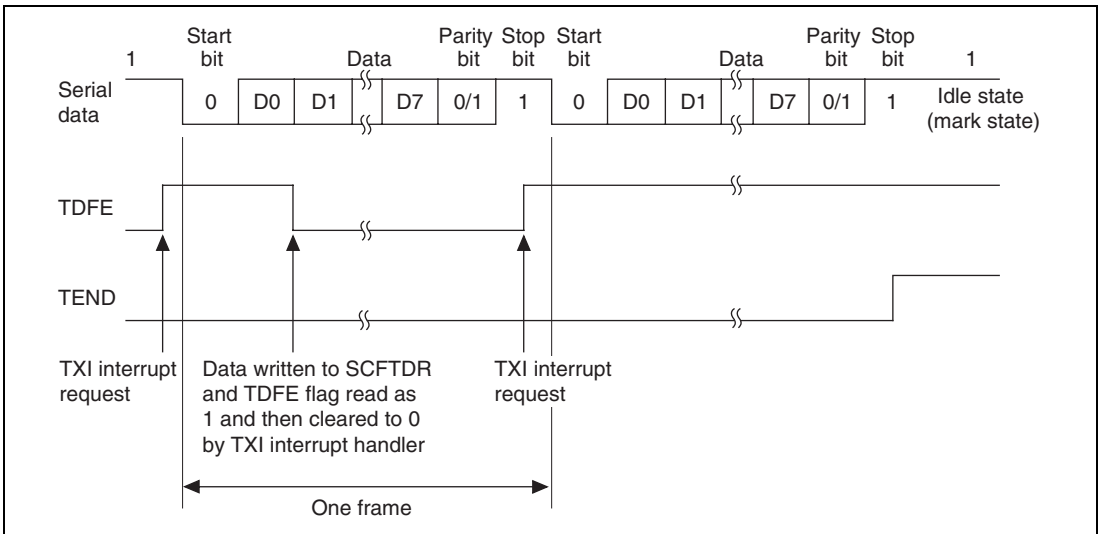 Start bit
Data
Parity bit
Stop bit
Start bit
Data
Parity bit
Stop bit
1
1
Serial data
0
D0
D1
D7
0/1
1
0
D0
D1
D7
0/1
1
Idle state
(mark state)
TDFE
TEND
TXI interrupt
request
Data written to SCFTDR
and TDFE flag read as
1 and then cleared to 0
by TXI interrupt handler
TXI interrupt
request
One frame